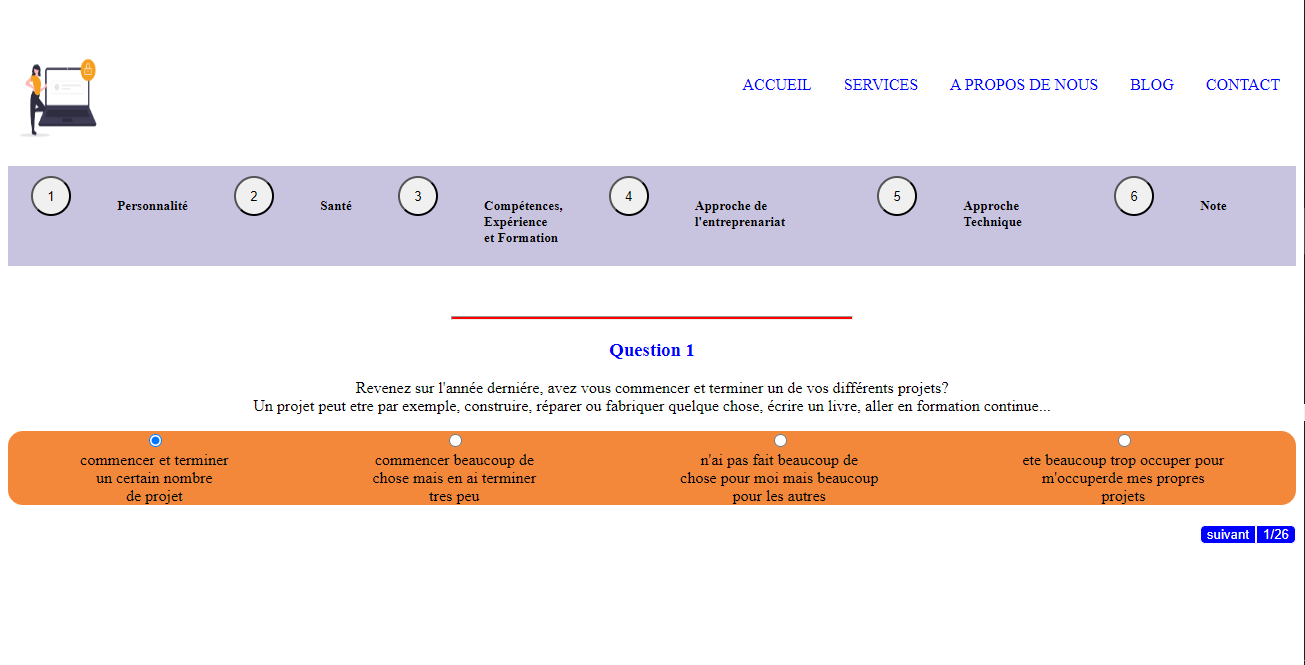 ACCUEIL SERVICES A PROPOS DE NOUS BLOG CONTACT
1 Personnalité
2 Santé
3 Compétences,
Expérience
et Formation
4 Approche de
l'entreprenariat
5 Approche
Technique
6 Note
Question 1
Revenez sur l'année derniére, avez vous commencer et terminer un de vos différents projets?
Un projet peut etre par exemple, construire, réparer ou fabriquer quelque chose, écrire un livre, aller en formation continue...
commencer et terminer
un certain nombre
de projet
commencer beaucoup de
chose mais en ai terminer
tres peu
n'ai pas fait beaucoup de
chose pour moi mais beaucoup
pour les autres
ete beaucoup trop occuper pour
m'occuperde mes propres
projets
suivant 1/26